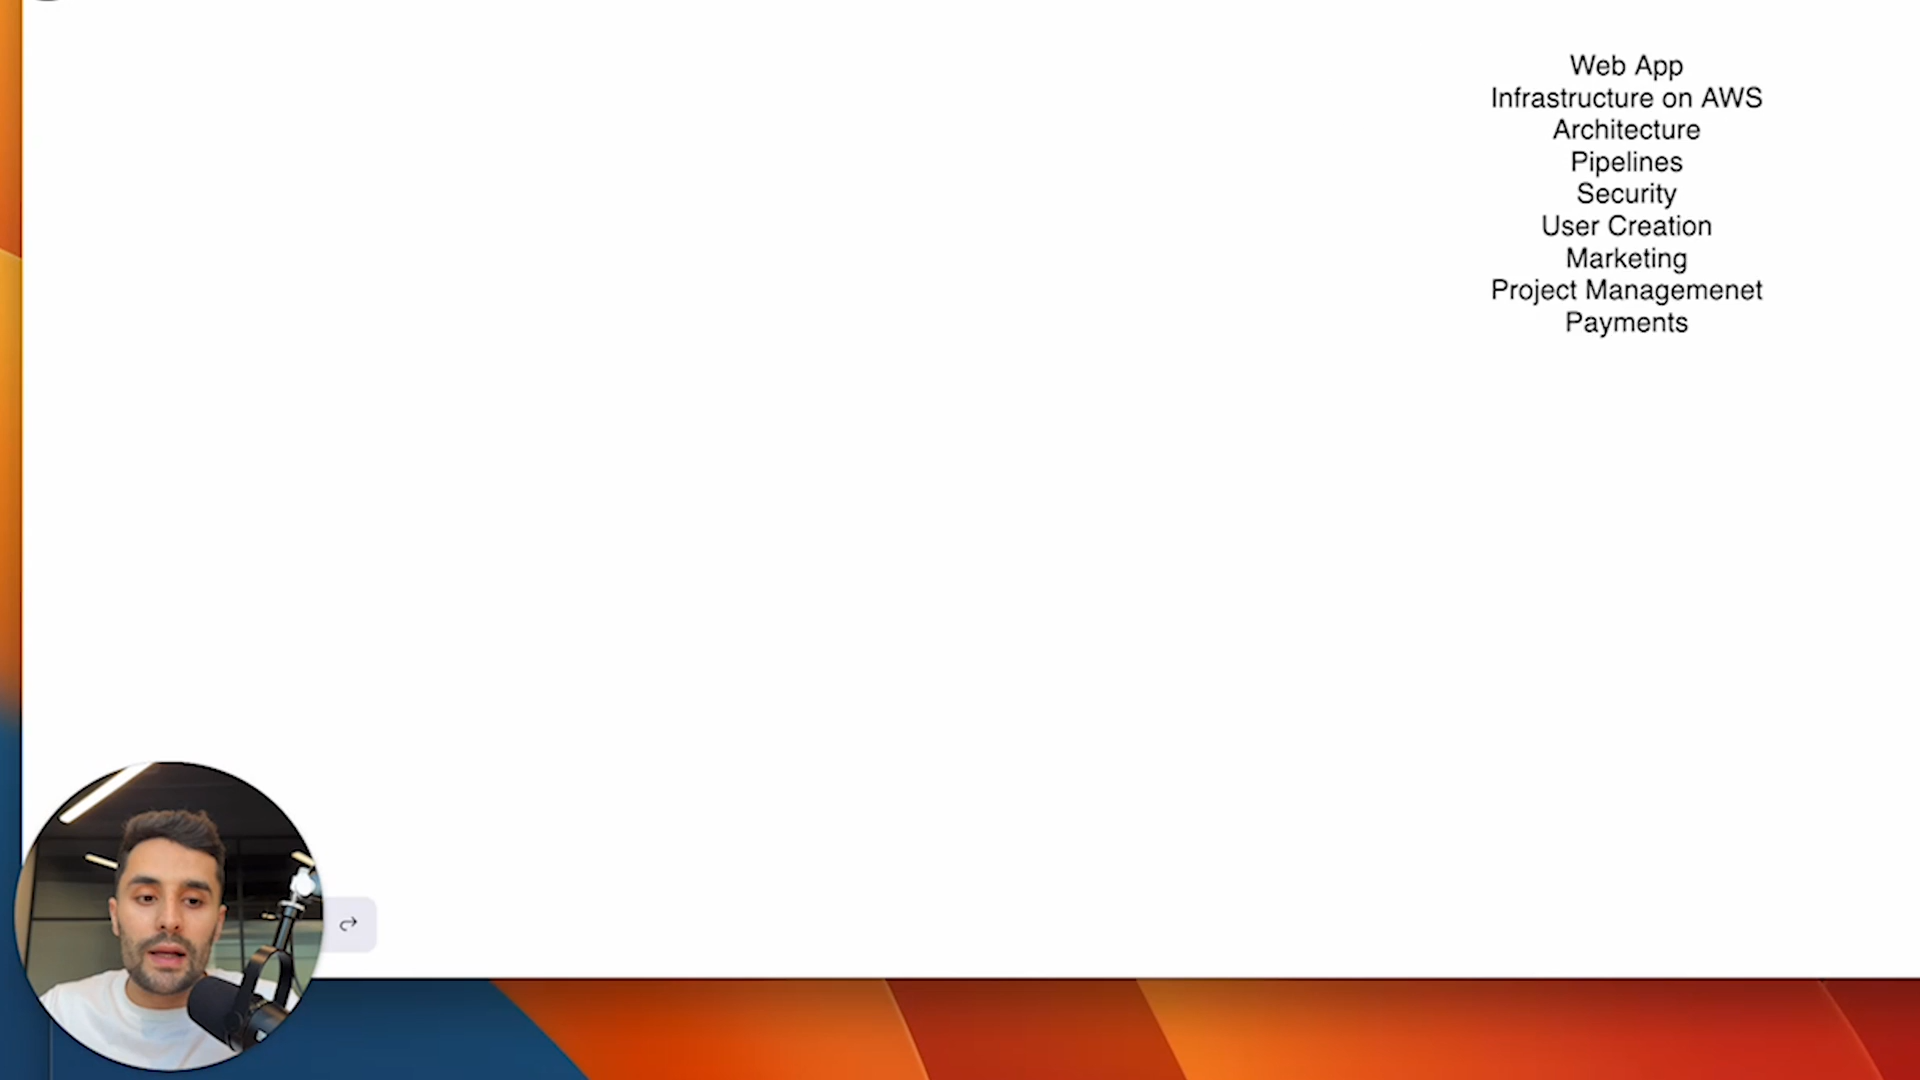 Web App
Infrastructure on AWS
Architecture
Pipelines
Security
User Creation
Marketing
Project Managemenet
Payments